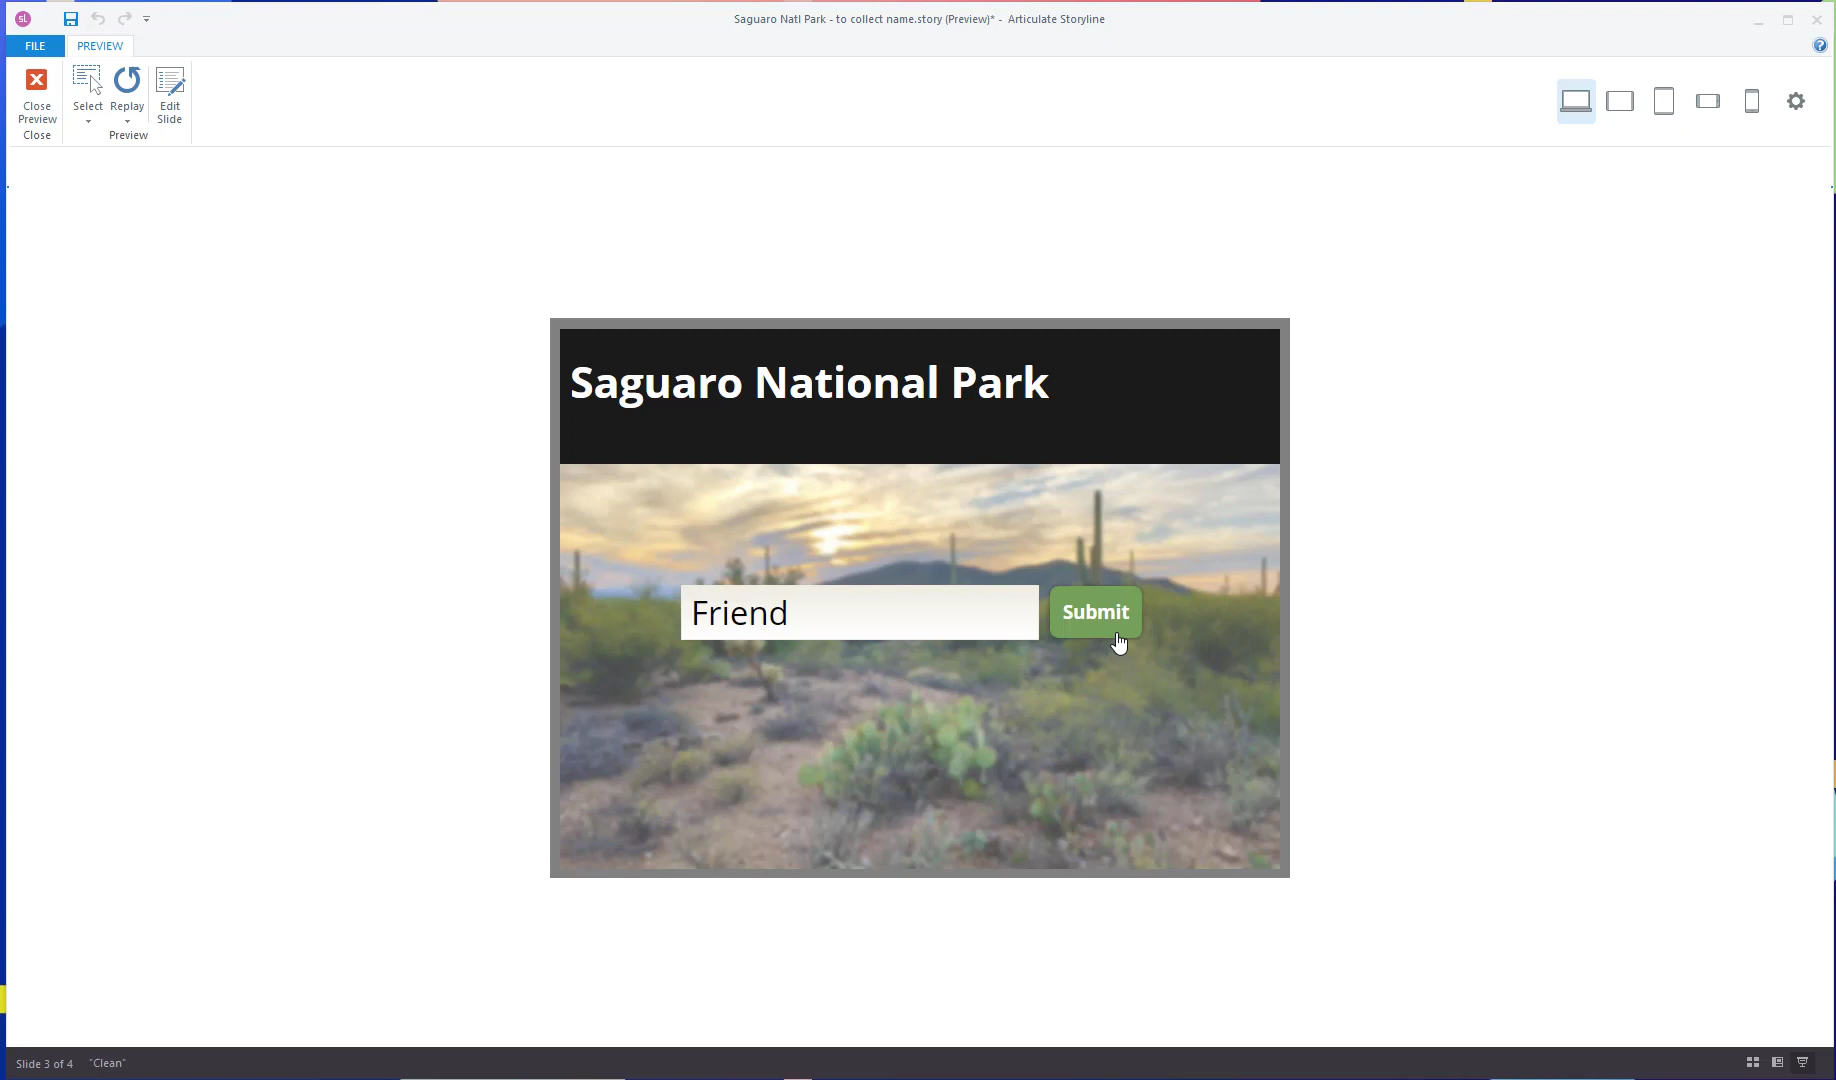 SL
Saguaro Natl Park - to collect name.story (Preview)* - Articulate Storyline
FILE
PREVIEW
?
Close Preview
Select
Replay
Edit Slide
Close
Preview
Saguaro National Park
Friend
Submit
Slide 3 of 4
"Clean"